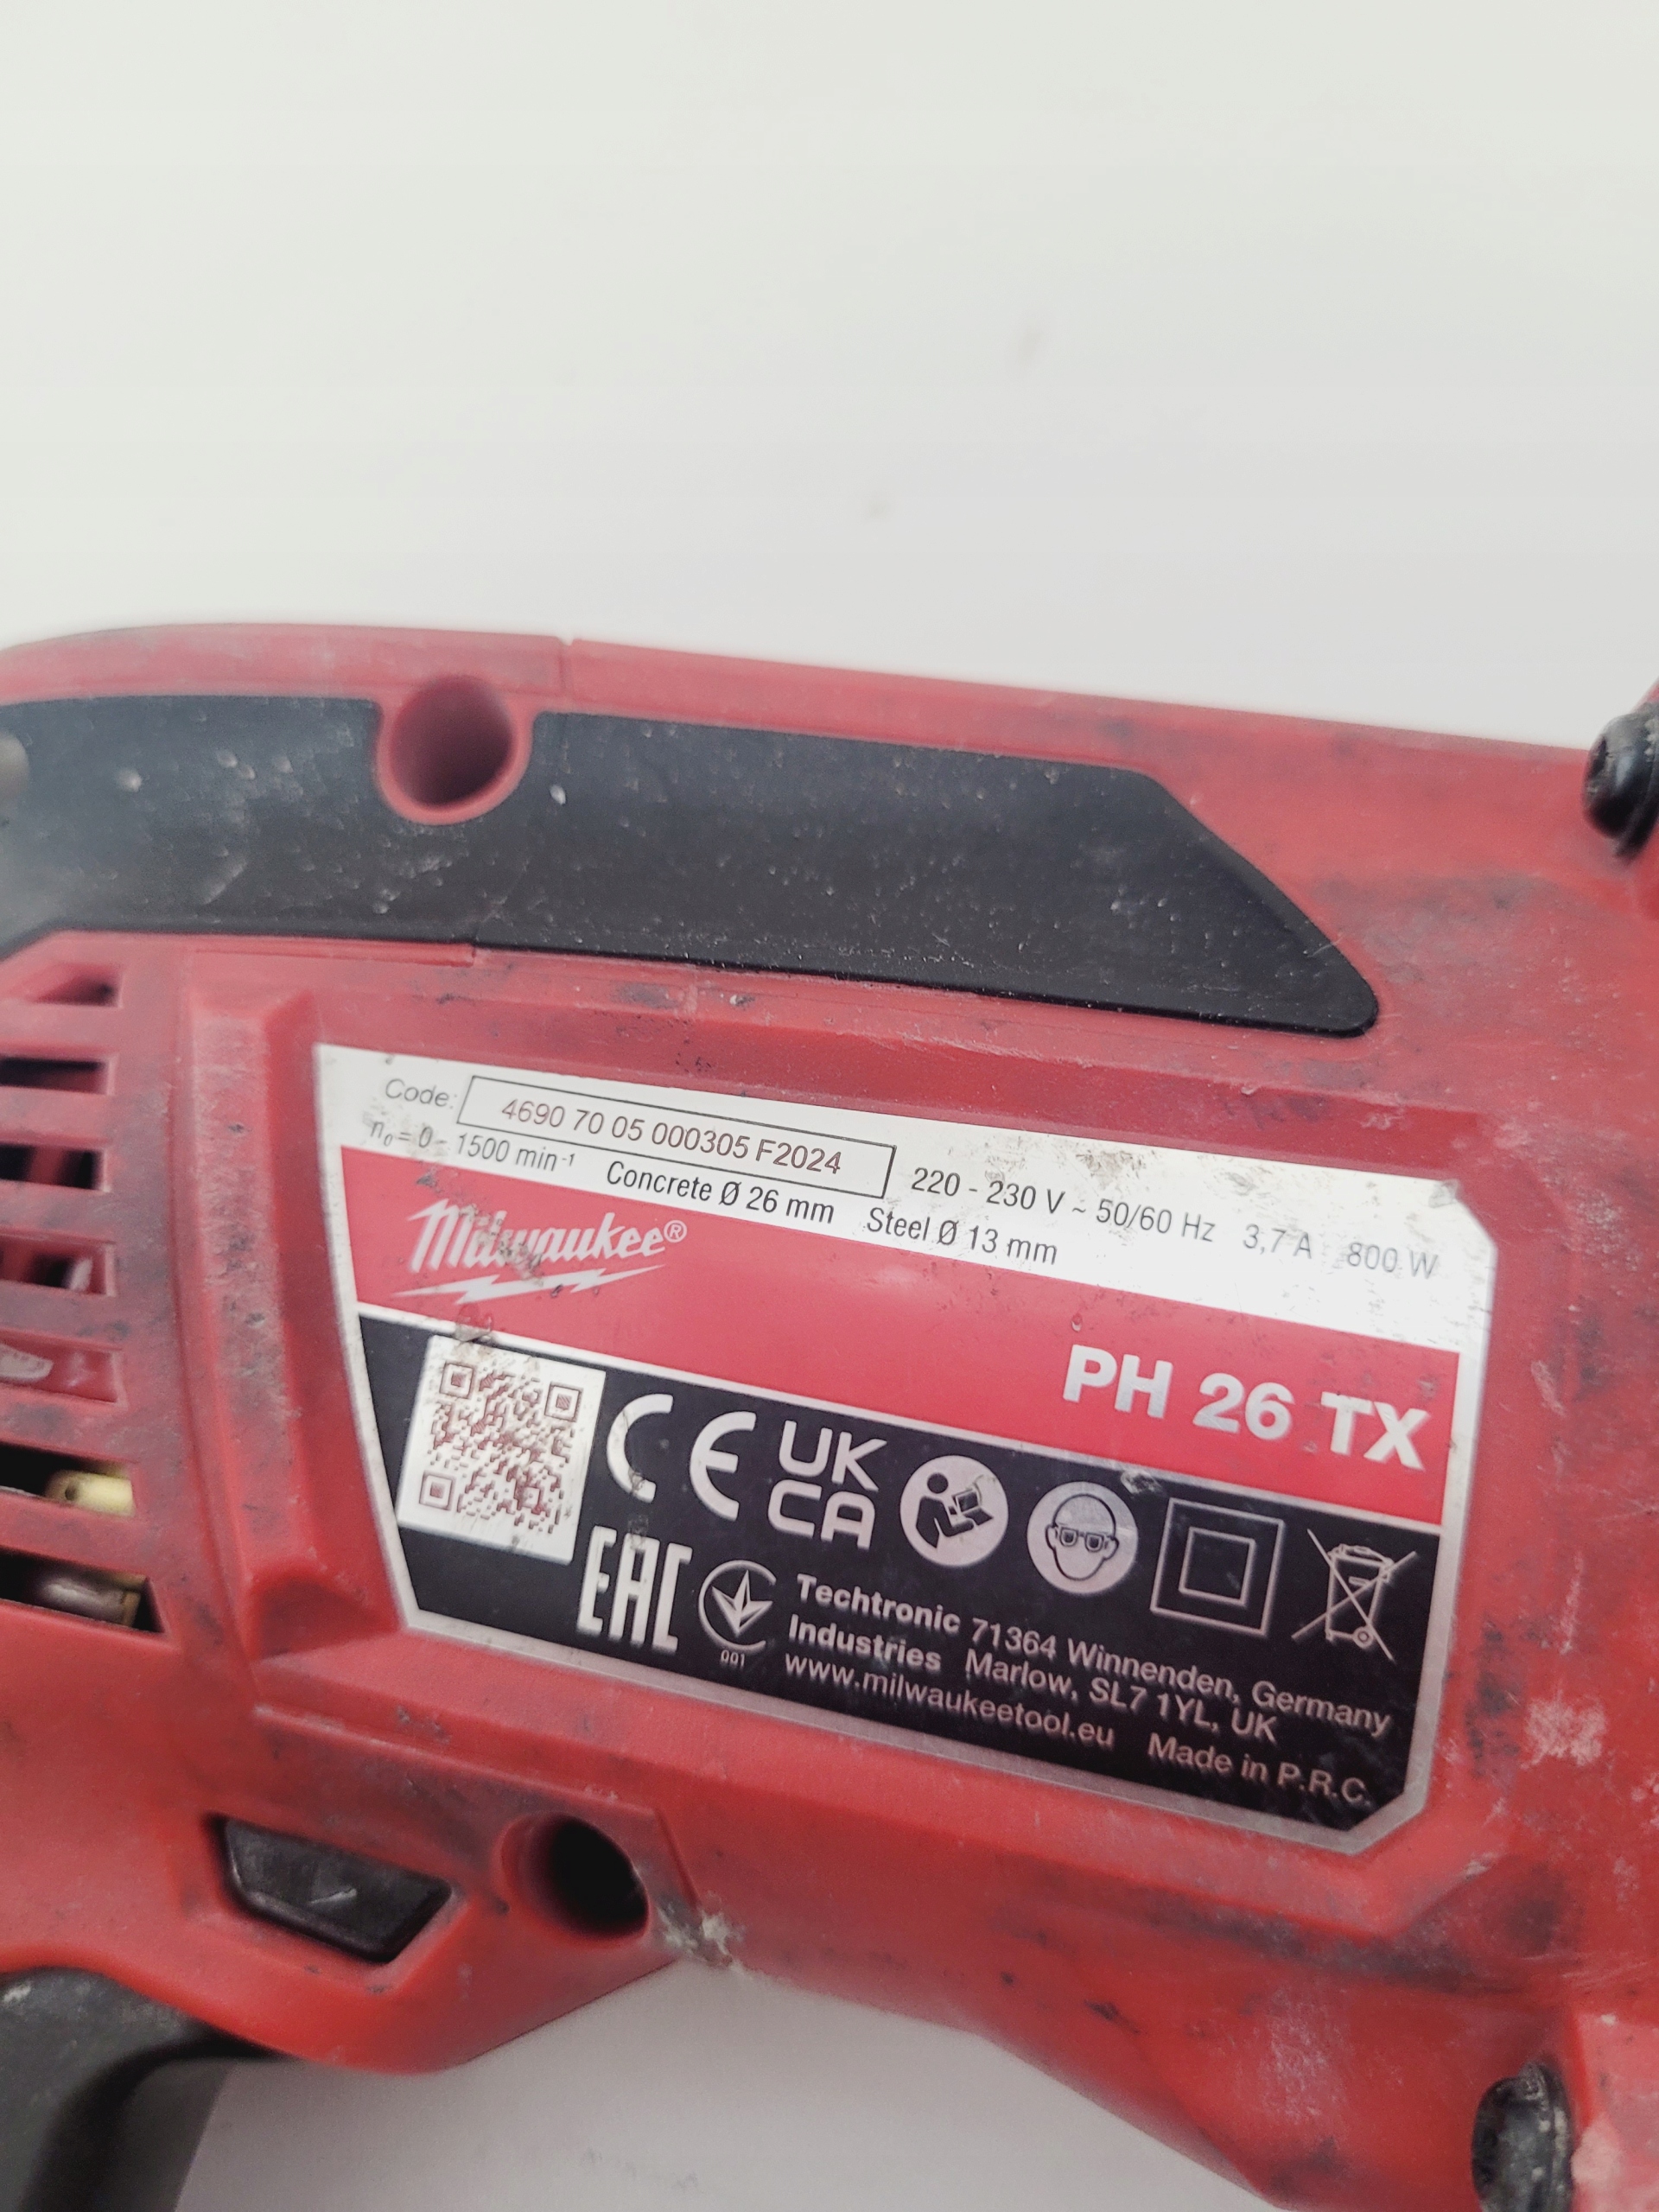 Code: 4690 70 05 000305 F2024 220 - 230 V ~ 50/60 Hz 3,7 A 800 W
n₀ = 0 - 1500 min⁻¹ Concrete Ø 26 mm Steel Ø 13 mm
Milwaukee®
PH 26 TX
CE
UK
CA
EAC
001
Techtronic 71364 Winnenden, Germany
Industries Marlow, SL7 1YL, UK
www.milwaukeetool.eu Made in P.R.C.